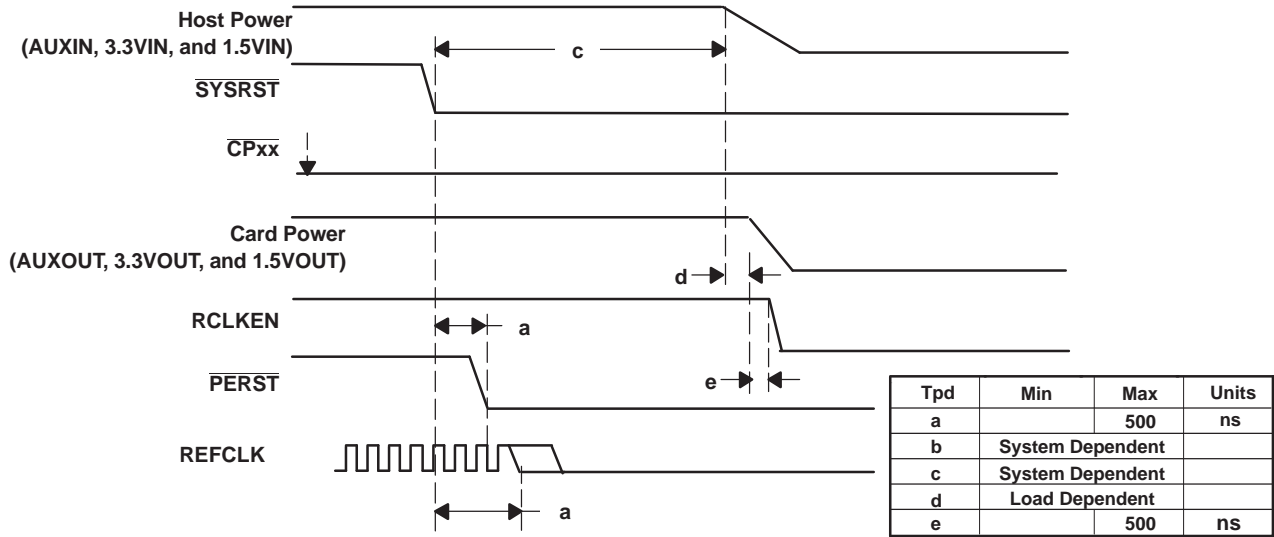 Host Power
(AUXIN, 3.3VIN, and 1.5VIN)
c
SYSRST
CPxx
Card Power
(AUXOUT, 3.3VOUT, and 1.5VOUT)
d
RCLKEN
a
PERST
e
REFCLK
a
Tpd Min Max Units
a 500 ns
b System Dependent
c System Dependent
d Load Dependent
e 500 ns